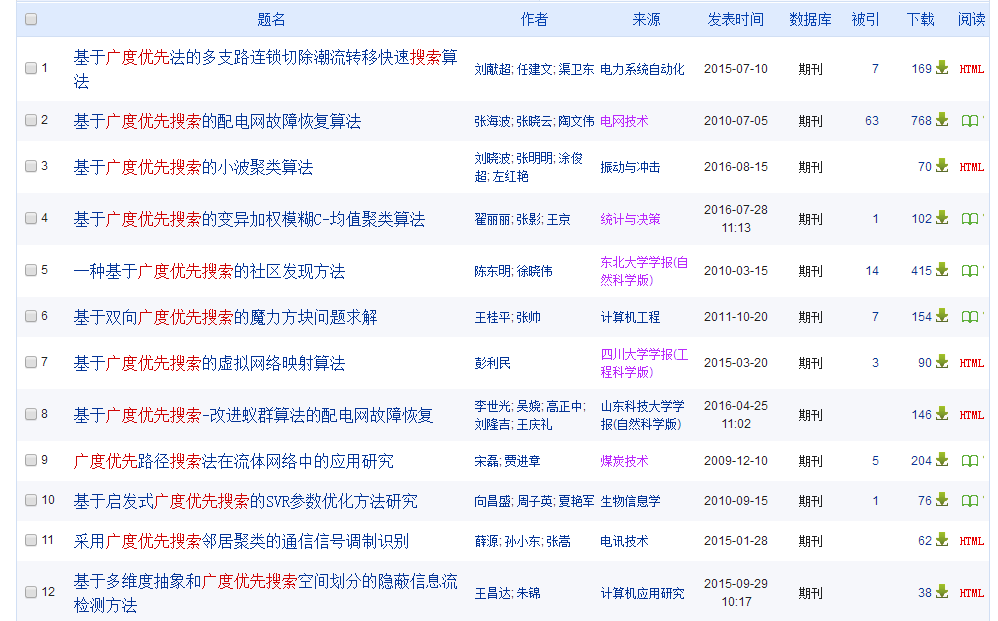 题名 作者 来源 发表时间 数据库 被引 下载 阅读
1 基于广度优先法的多支路连锁切除潮流转移快速搜索算法 刘献超; 任建文; 渠卫东 电力系统自动化 2015-07-10 期刊 7 169 HTML
2 基于广度优先搜索的配电网故障恢复算法 张海波; 张晓云; 陶文伟 电网技术 2010-07-05 期刊 63 768
3 基于广度优先搜索的小波聚类算法 刘晓波; 张明明; 涂俊超; 左红艳 振动与冲击 2016-08-15 期刊 70 HTML
4 基于广度优先搜索的变异加权模糊C-均值聚类算法 翟丽丽; 张影; 王京 统计与决策 2016-07-28 11:13 期刊 1 102
5 一种基于广度优先搜索的社区发现方法 陈东明; 徐晓伟 东北大学学报(自然科学版) 2010-03-15 期刊 14 415
6 基于双向广度优先搜索的魔力方块问题求解 王桂平; 张帅 计算机工程 2011-10-20 期刊 7 154
7 基于广度优先搜索的虚拟网络映射算法 彭利民 四川大学学报(工程科学版) 2015-03-20 期刊 3 90 HTML
8 基于广度优先搜索-改进蚁群算法的配电网故障恢复 李世光; 吴娆; 高正中; 刘隆吉; 王庆礼 山东科技大学学报(自然科学版) 2016-04-25 11:02 期刊 146 HTML
9 广度优先路径搜索法在流体网络中的应用研究 宋磊; 贾进章 煤炭技术 2009-12-10 期刊 5 204
10 基于启发式广度优先搜索的SVR参数优化方法研究 向昌盛; 周子英; 夏艳军 生物信息学 2010-09-15 期刊 1 76
11 采用广度优先搜索邻居聚类的通信信号调制识别 薛源; 孙小东; 张嵩 电讯技术 2015-01-28 期刊 62 HTML
12 基于多维度抽象和广度优先搜索空间划分的隐蔽信息流检测方法 王昌达; 朱锦 计算机应用研究 2015-09-29 10:17 期刊 38 HTML